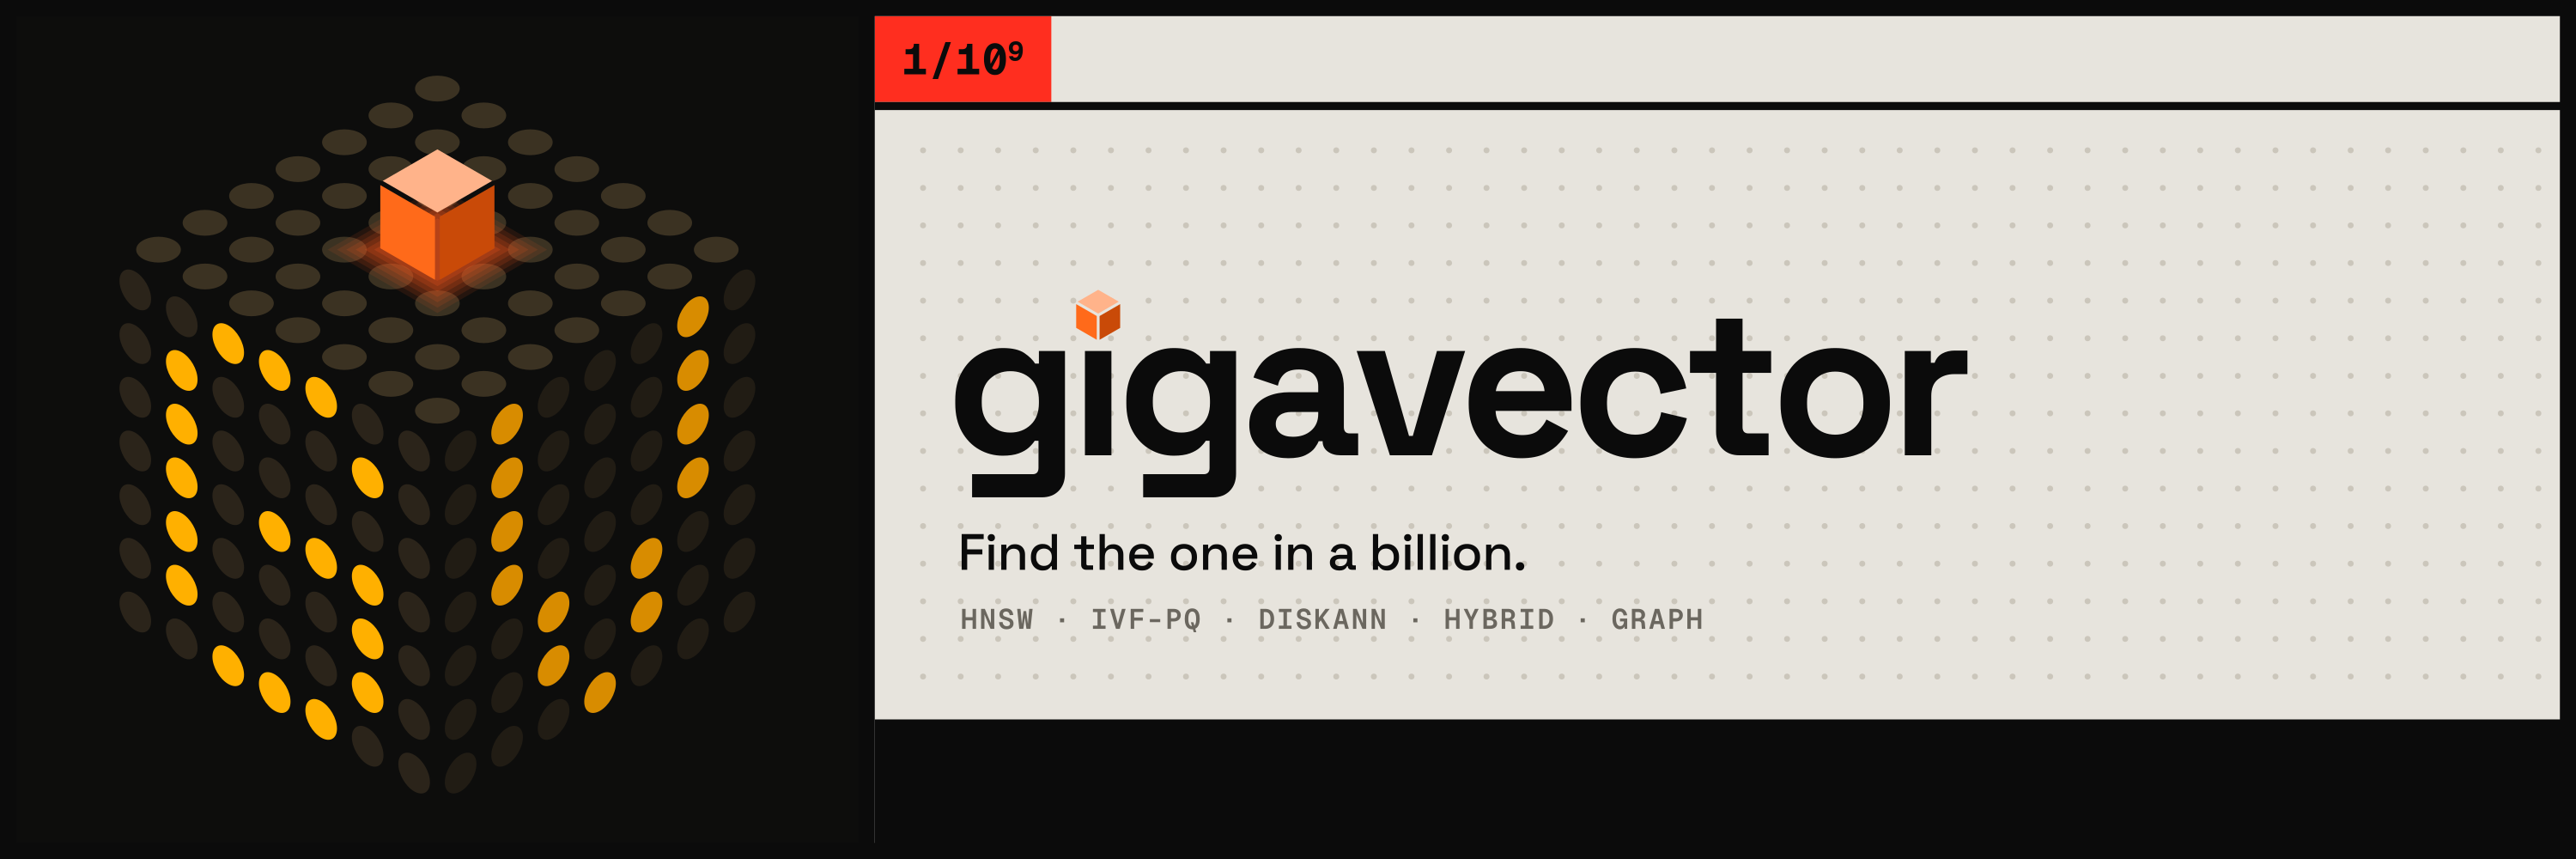 1/10⁹
gigavector
Find the one in a billion.
HNSW · IVF-PQ · DISKANN · HYBRID · GRAPH